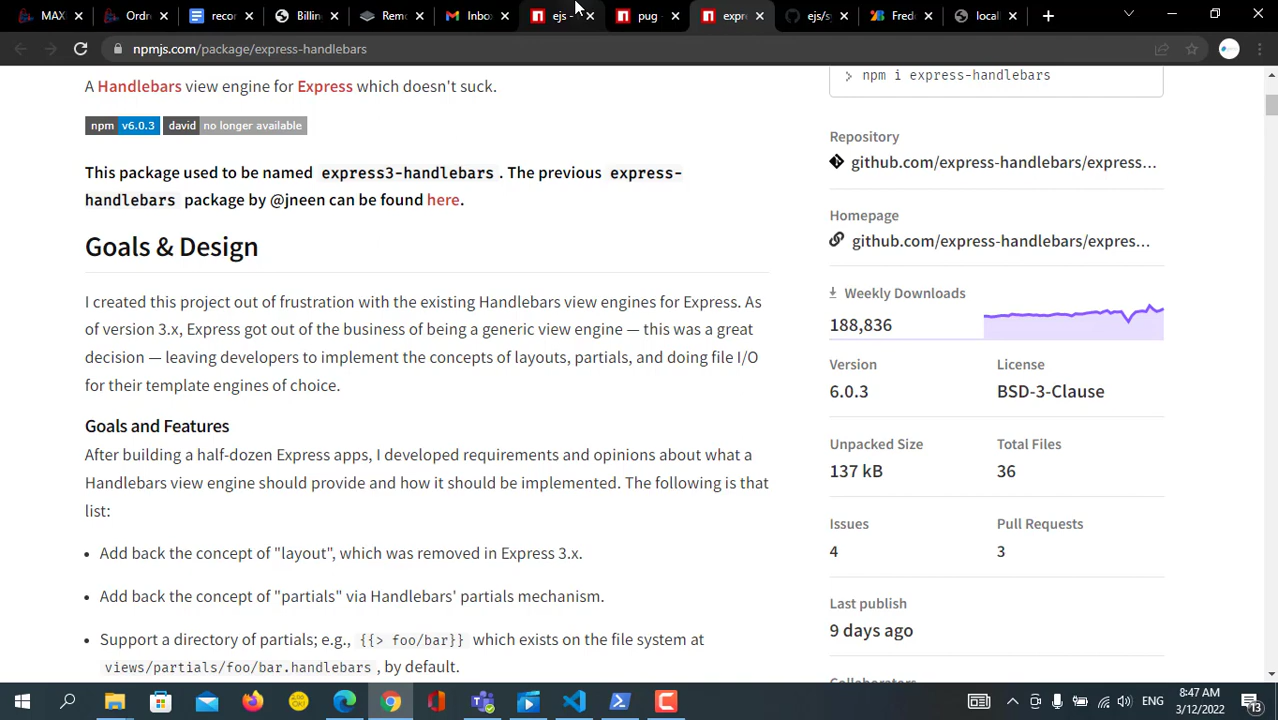 MAX
Ordre
recor
Billin
Remo
Inbo
ejs -
pug -
expre
ejs/s
Fred
locall
npmjs.com/package/express-handlebars
A Handlebars view engine for Express which doesn't suck.
npm v6.0.3 david no longer available
This package used to be named express3-handlebars . The previous express-
handlebars package by @jneen can be found here.
Goals & Design
I created this project out of frustration with the existing Handlebars view engines for Express. As
of version 3.x, Express got out of the business of being a generic view engine — this was a great
decision — leaving developers to implement the concepts of layouts, partials, and doing file I/O
for their template engines of choice.
Goals and Features
After building a half-dozen Express apps, I developed requirements and opinions about what a
Handlebars view engine should provide and how it should be implemented. The following is that
list:
• Add back the concept of "layout", which was removed in Express 3.x.
• Add back the concept of "partials" via Handlebars' partials mechanism.
• Support a directory of partials; e.g., {{> foo/bar}} which exists on the file system at
views/partials/foo/bar.handlebars , by default.
> npm i express-handlebars
Repository
github.com/express-handlebars/express...
Homepage
github.com/express-handlebars/expres...
Weekly Downloads
188,836
Version License
6.0.3 BSD-3-Clause
Unpacked Size Total Files
137 kB 36
Issues Pull Requests
4 3
Last publish
9 days ago
ENG
8:47 AM
3/12/2022
13